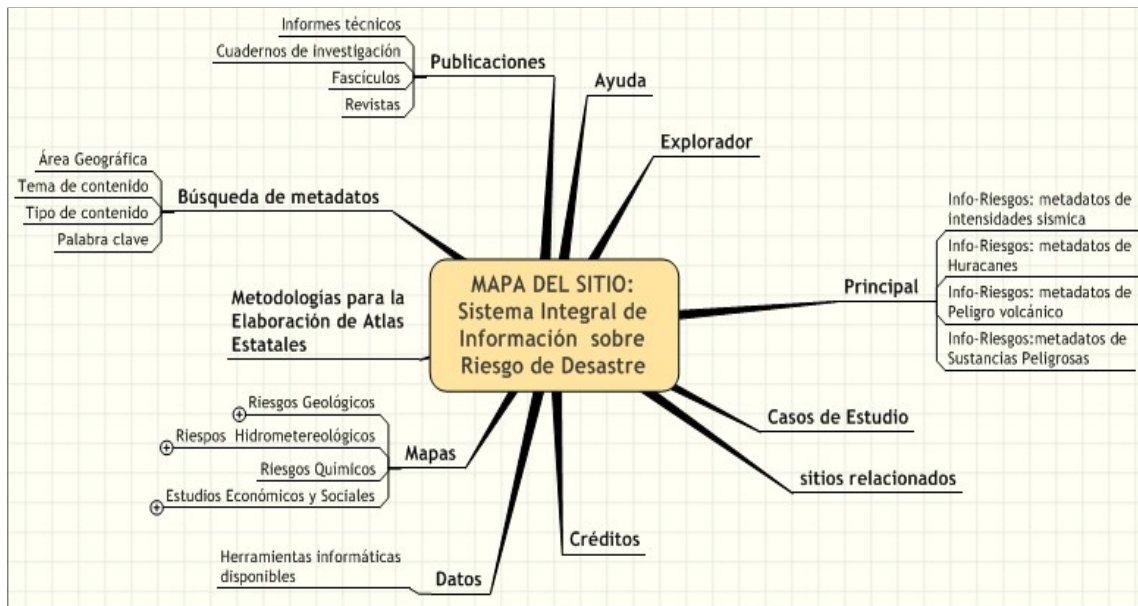 MAPA DEL SITIO:
Sistema Integral de
Información sobre
Riesgo de Desastre
Publicaciones
Informes técnicos
Cuadernos de investigación
Fascículos
Revistas
Ayuda
Explorador
Búsqueda de metadatos
Área Geográfica
Tema de contenido
Tipo de contenido
Palabra clave
Principal
Info-Riesgos: metadatos de
intensidades sísmica
Info-Riesgos: metadatos de
Huracanes
Info-Riesgos: metadatos de
Peligro volcánico
Info-Riesgos:metadatos de
Sustancias Peligrosas
Metodologías para la
Elaboración de Atlas
Estatales
Casos de Estudio
sitios relacionados
Mapas
Riesgos Geológicos
Riespos Hidrometereológicos
Riesgos Quimicos
Estudios Económicos y Sociales
Créditos
Datos
Herramientas informáticas
disponibles